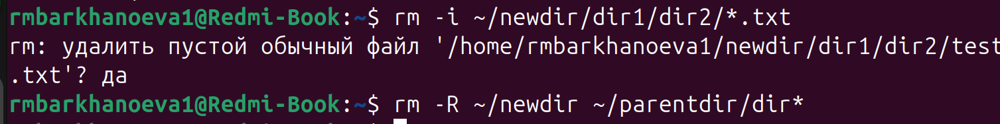 rmbarkhanoeva1@Redmi-Book:~$ rm -i ~/newdir/dir1/dir2/*.txt
rm: удалить пустой обычный файл '/home/rmbarkhanoeva1/newdir/dir1/dir2/test
.txt'? да
rmbarkhanoeva1@Redmi-Book:~$ rm -R ~/newdir ~/parentdir/dir*